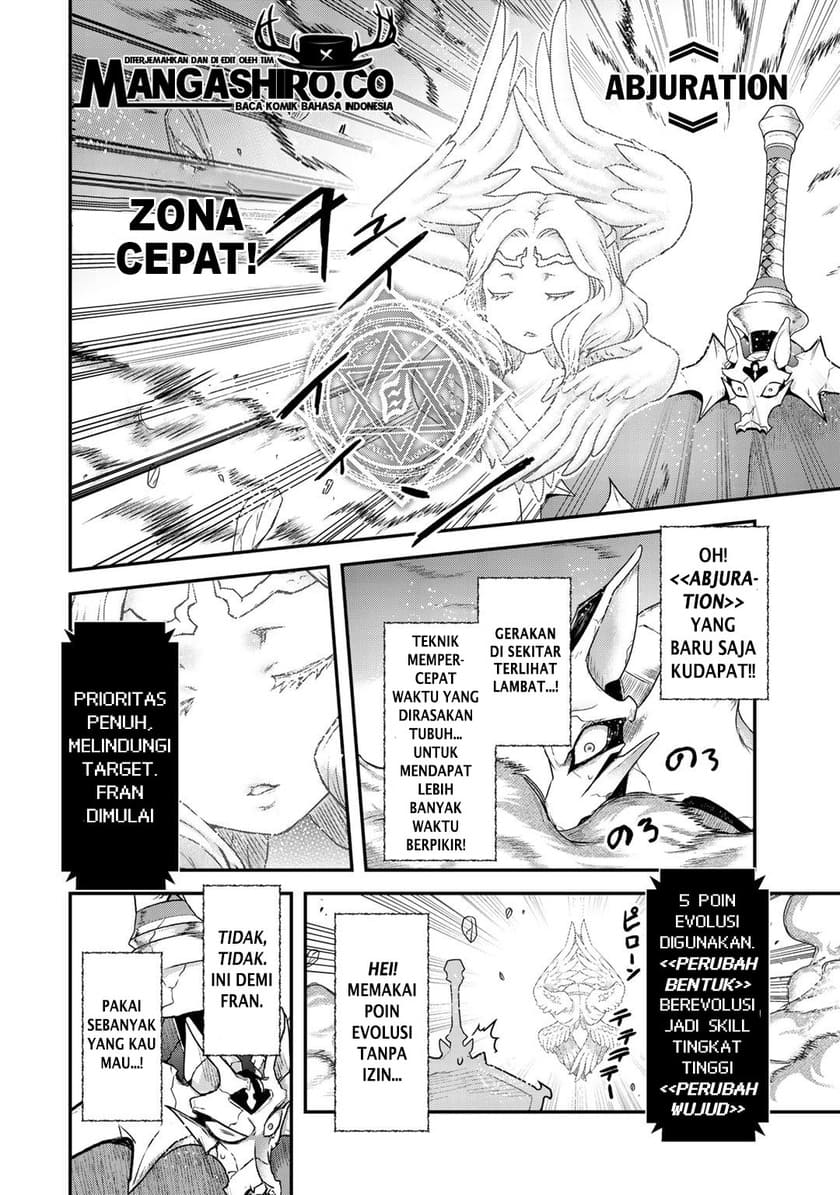 DITERJEMAHKAN DAN DI EDIT OLEH TIM
MANGASHIRO.CO
BACA KOMIK BAHASA INDONESIA
ABJURATION
ZONA
CEPAT!
OH!
<<ABJURA-
TION>>
YANG
BARU SAJA
KUDAPAT!!
GERAKAN
DI SEKITAR
TERLIHAT
LAMBAT...!
TEKNIK
MEMPER-
CEPAT
WAKTU YANG
DIRASAKAN
TUBUH...
UNTUK
MENDAPAT
LEBIH
BANYAK
WAKTU
BERPIKIR!
のろ
のろ
PRIORITAS
PENUH,
MELINDUNGI
TARGET.
FRAN
DIMULAI
5 POIN
EVOLUSI
DIGUNAKAN.
<<PERUBAH
BENTUK>>
BEREVOLUSI
JADI SKILL
TINGKAT
TINGGI
<<PERUBAH
WUJUD>>
ピローン
テテテーン
HEI!
MEMAKAI
POIN
EVOLUSI
TANPA
IZIN...
TIDAK,
TIDAK.
INI DEMI
FRAN.
PAKAI
SEBANYAK
YANG KAU
MAU...!